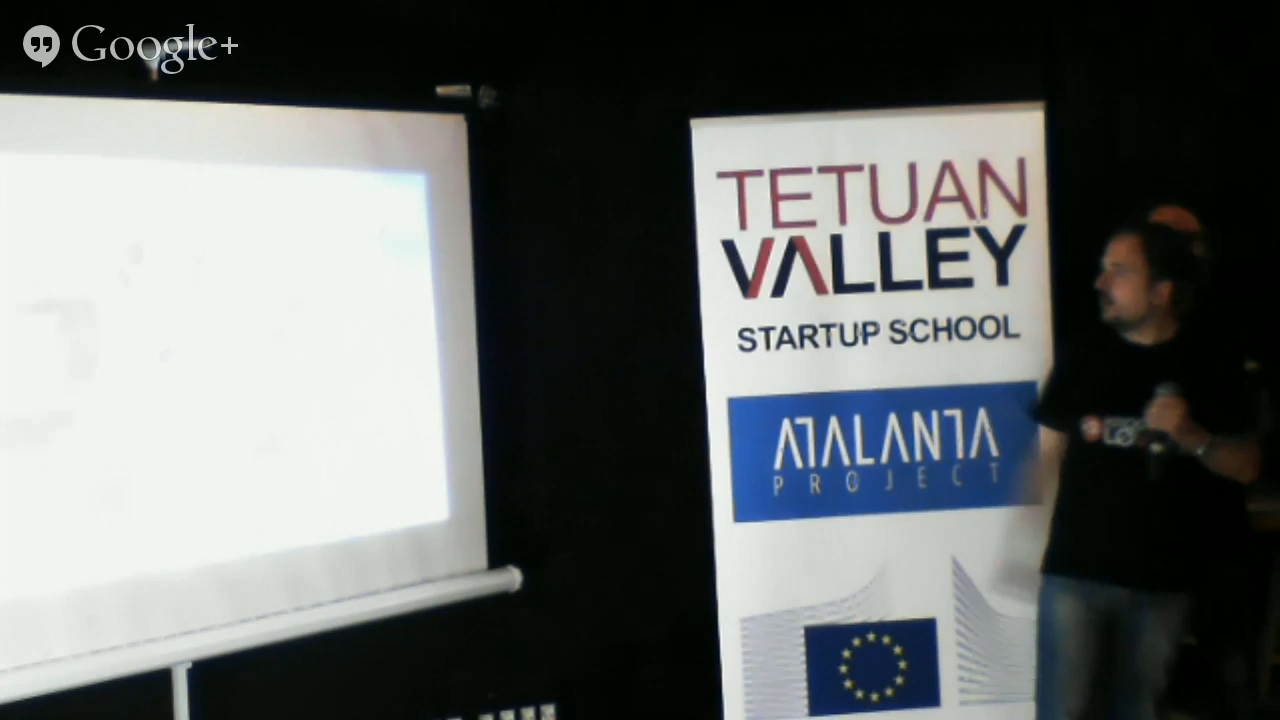 Google+
TETUAN
VALLEY
STARTUP SCHOOL
ATALANTA
PROJECT